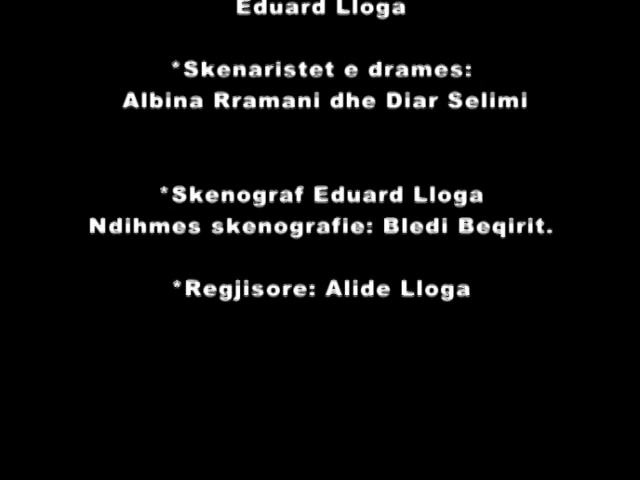 Eduard Lloga
*Skenaristet e drames:
Albina Rramani dhe Diar Selimi
*Skenograf Eduard Lloga
Ndihmes skenografie: Bledi Beqirit.
*Regjisore: Alide Lloga